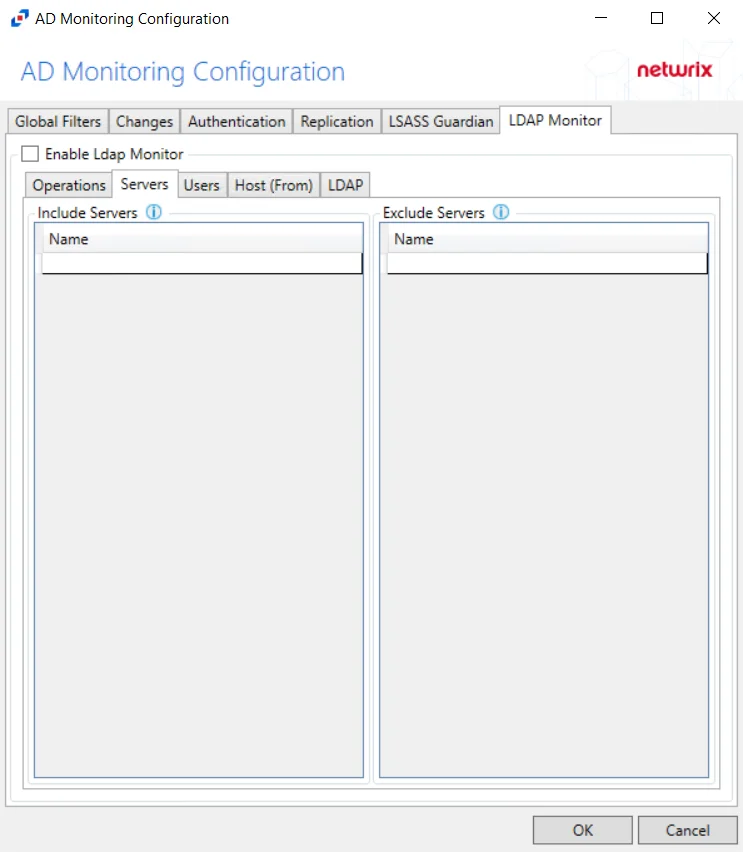 AD Monitoring Configuration
AD Monitoring Configuration
netwrix
Global Filters Changes Authentication Replication LSASS Guardian LDAP Monitor
Enable Ldap Monitor
Operations Servers Users Host (From) LDAP
Include Servers Exclude Servers
Name Name
OK Cancel